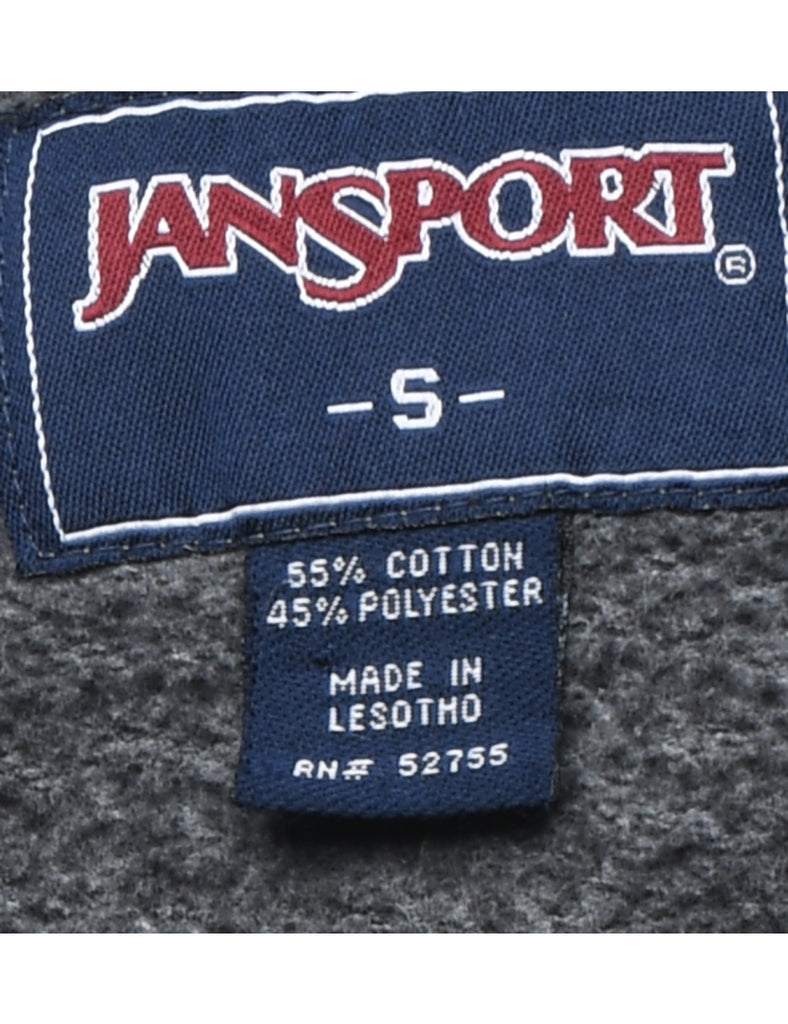 JANSPORT®
- S -
55% COTTON
45% POLYESTER
MADE IN
LESOTHO
RN# 52755